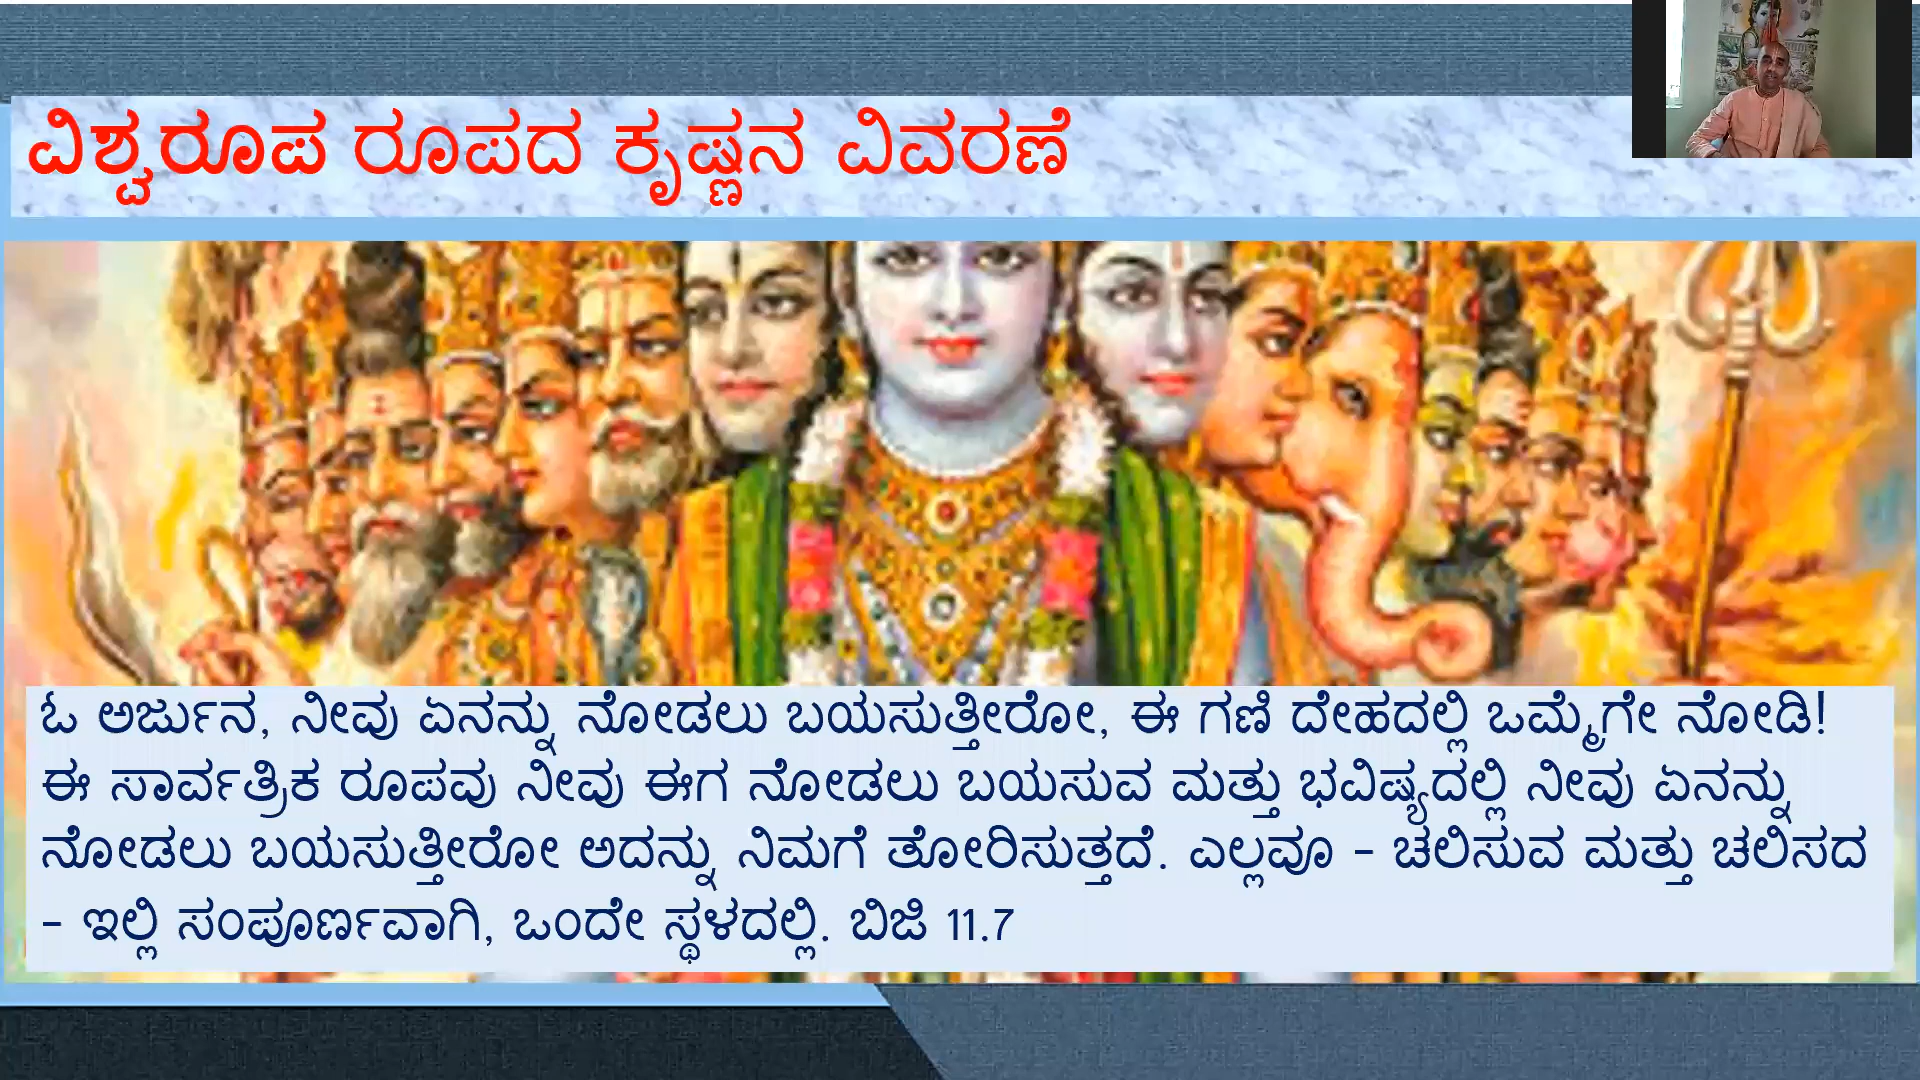 ವಿಶ್ವರೂಪ ರೂಪದ ಕೃಷ್ಣನ ವಿವರಣೆ
ಓ ಅರ್ಜುನ, ನೀವು ಏನನ್ನು ನೋಡಲು ಬಯಸುತ್ತೀರೋ, ಈ ಗಣಿ ದೇಹದಲ್ಲಿ ಒಮ್ಮೆಗೇ ನೋಡಿ!
ಈ ಸಾರ್ವತ್ರಿಕ ರೂಪವು ನೀವು ಈಗ ನೋಡಲು ಬಯಸುವ ಮತ್ತು ಭವಿಷ್ಯದಲ್ಲಿ ನೀವು ಏನನ್ನು
ನೋಡಲು ಬಯಸುತ್ತೀರೋ ಅದನ್ನು ನಿಮಗೆ ತೋರಿಸುತ್ತದೆ. ಎಲ್ಲವೂ - ಚಲಿಸುವ ಮತ್ತು ಚಲಿಸದ
- ಇಲ್ಲಿ ಸಂಪೂರ್ಣವಾಗಿ, ಒಂದೇ ಸ್ಥಳದಲ್ಲಿ. ಬಿಜಿ 11.7